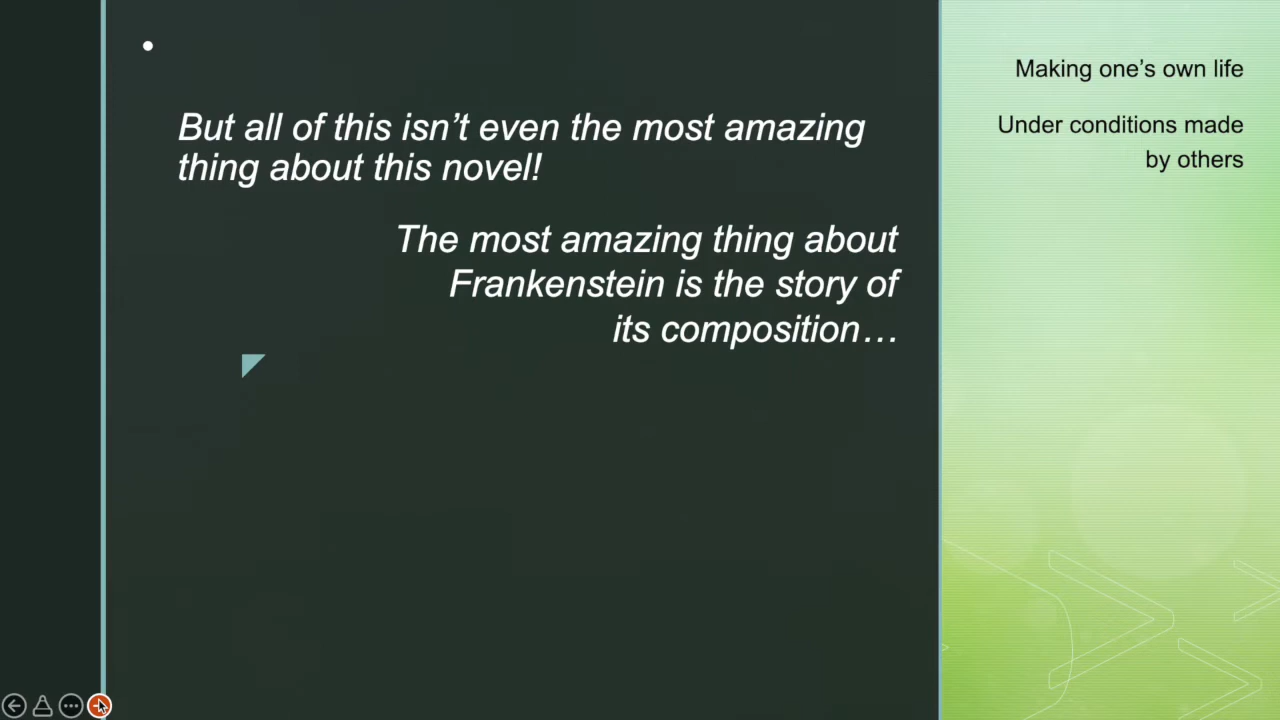 But all of this isn't even the most amazing
thing about this novel!
The most amazing thing about
Frankenstein is the story of
its composition…
Making one's own life
Under conditions made
by others